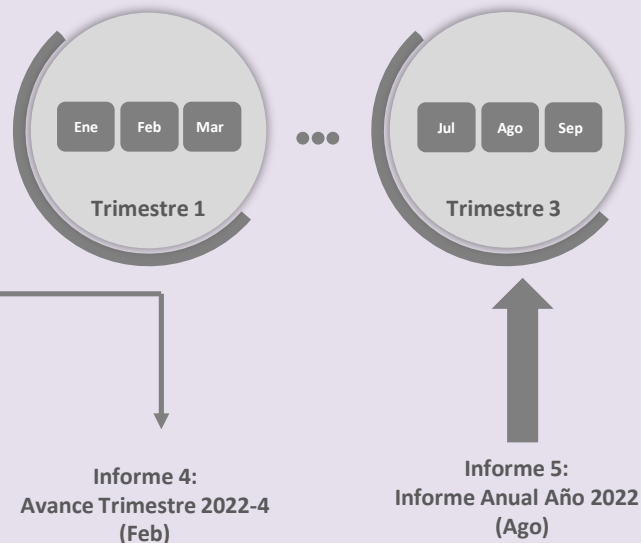 Ene Feb Mar
Trimestre 1
Jul Ago Sep
Trimestre 3
Informe 4:
Avance Trimestre 2022-4
(Feb)
Informe 5:
Informe Anual Año 2022
(Ago)